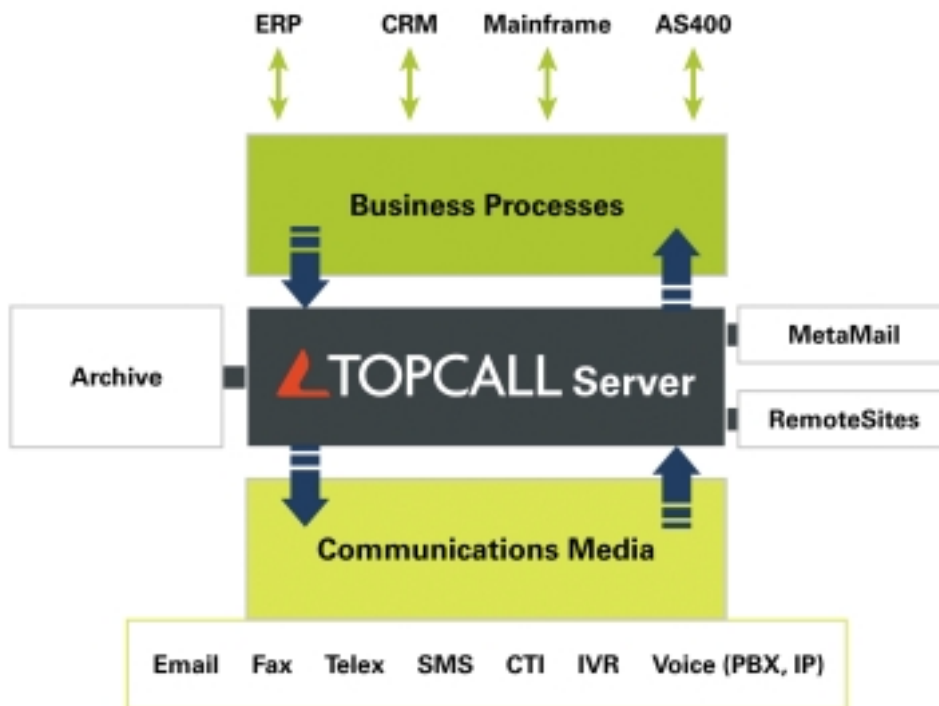 ERP CRM Mainframe AS400
Business Processes
Archive
TOPCALL Server
MetaMail
RemoteSites
Communications Media
Email Fax Telex SMS CTI IVR Voice (PBX, IP)